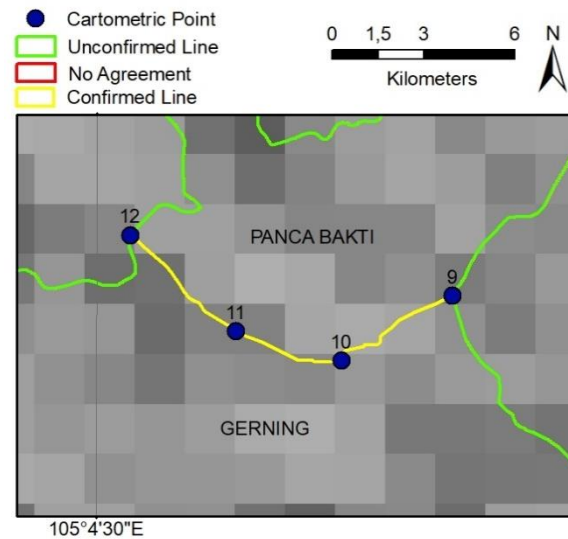 Cartometric Point
Unconfirmed Line
No Agreement
Confirmed Line
0 1,5 3 6
Kilometers
N
12
PANCA BAKTI
9
11
10
GERNING
105°4'30"E